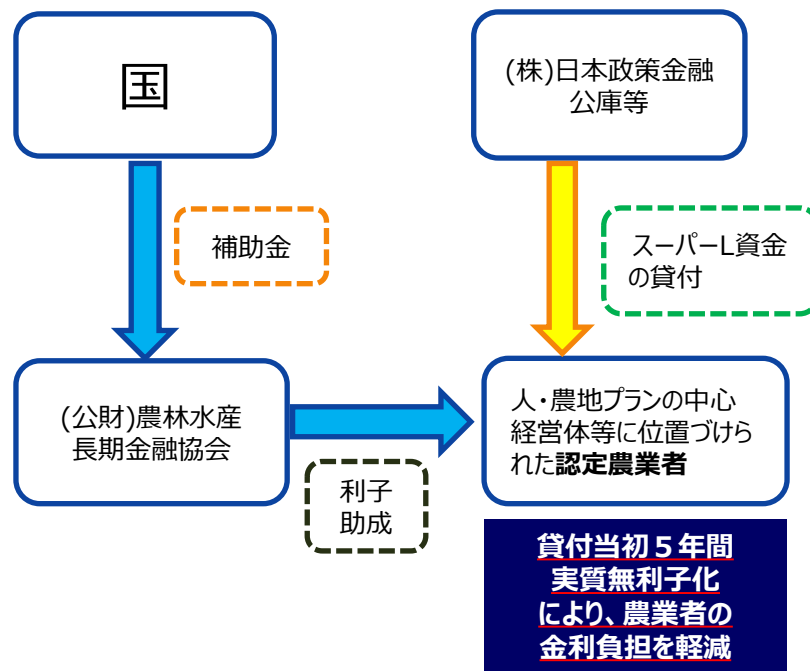 国
(株)日本政策金融
公庫等
補助金
スーパーL資金
の貸付
(公財)農林水産
長期金融協会
人・農地プランの中心
経営体等に位置づけら
れた認定農業者
利子
助成
貸付当初５年間
実質無利子化
により、農業者の
金利負担を軽減